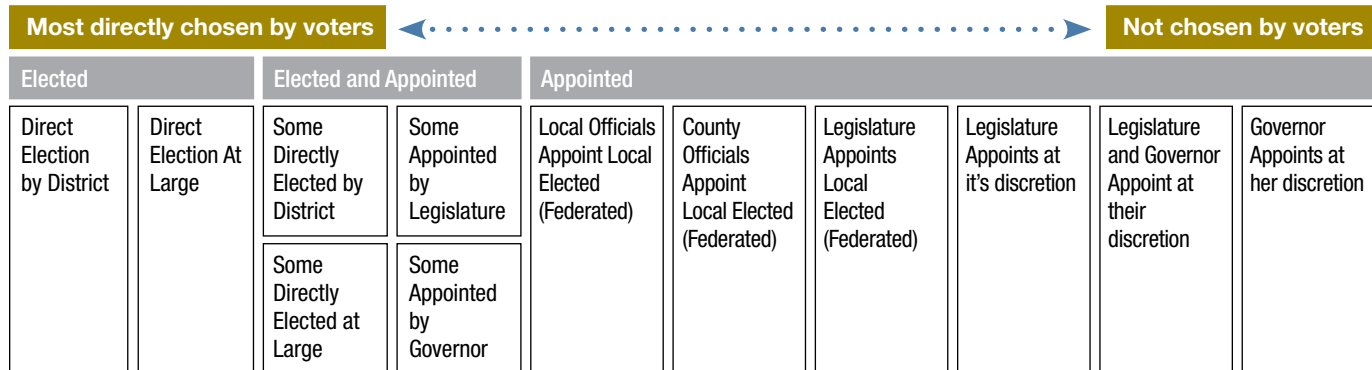 Most directly chosen by voters
Not chosen by voters
Elected
Elected and Appointed
Appointed
Direct
Election
by District
Direct
Election At
Large
Some
Directly
Elected by
District
Some
Appointed
by
Legislature
Some
Directly
Elected at
Large
Some
Appointed
by
Governor
Local Officials
Appoint Local
Elected
(Federated)
County
Officials
Appoint
Local Elected
(Federated)
Legislature
Appoints
Local
Elected
(Federated)
Legislature
Appoints at
it's discretion
Legislature
and Governor
Appoint at
their
discretion
Governor
Appoints at
her discretion